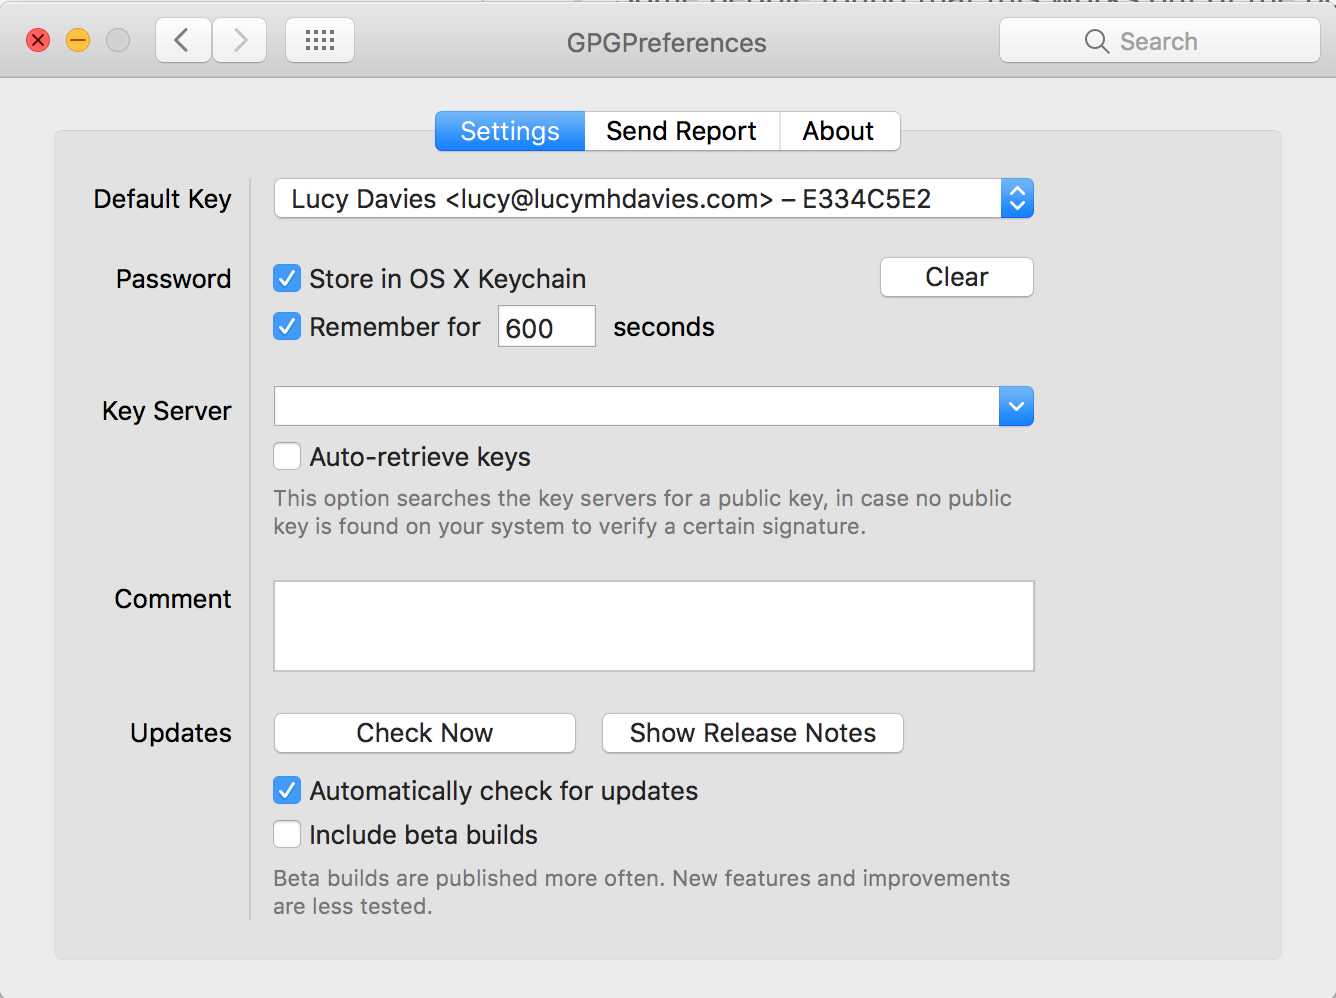 GPGPreferences
Search
Settings
Send Report
About
Default Key
Lucy Davies <lucy@lucymhdavies.com> – E334C5E2
Password
Store in OS X Keychain
Clear
Remember for 600 seconds
Key Server
Auto-retrieve keys
This option searches the key servers for a public key, in case no public
key is found on your system to verify a certain signature.
Comment
Updates
Check Now
Show Release Notes
Automatically check for updates
Include beta builds
Beta builds are published more often. New features and improvements
are less tested.